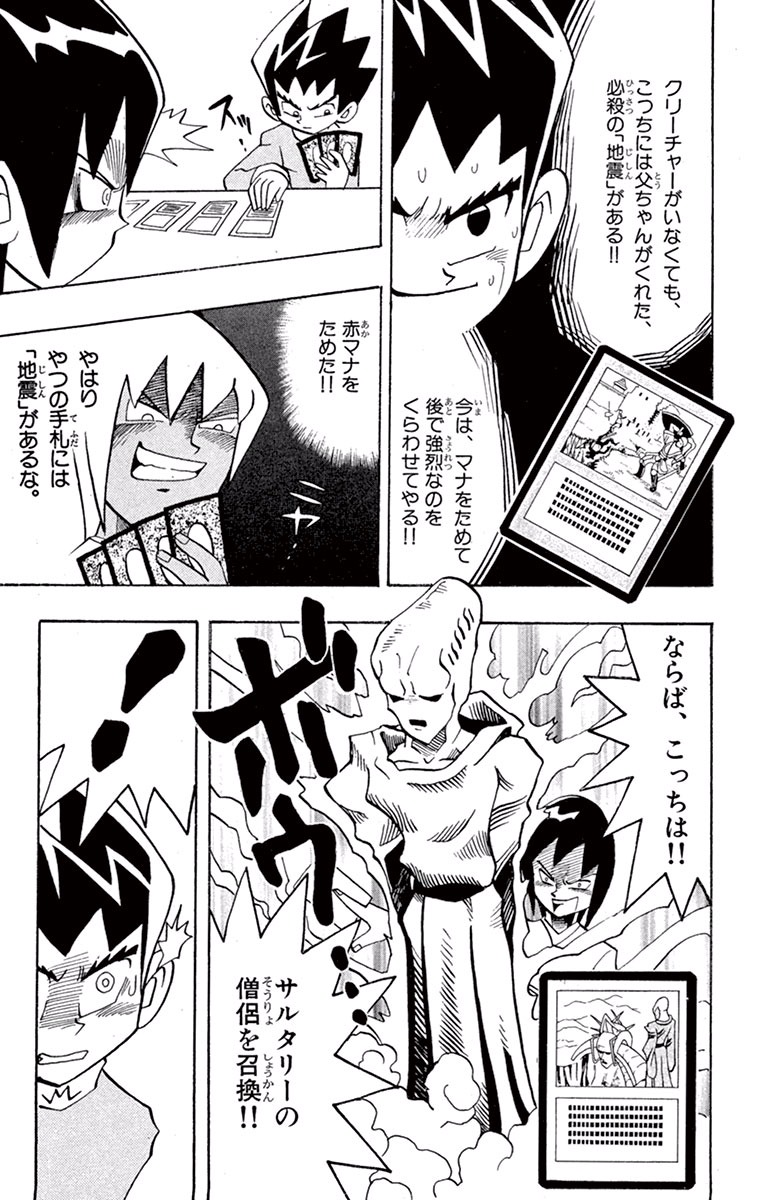 クリーチャーがいなくても、
こっちには父ちゃんがくれた、
必殺の「地震」がある!!
今は、マナをためて
後で強烈なのを
くらわせてやる!!
スッ
赤マナを
ためた!!
やはり
やつの手札には
「地震」があるな。
ニヤ
ならば、こっちは!!
ボウ
サルタリーの
僧侶を召換!!
!